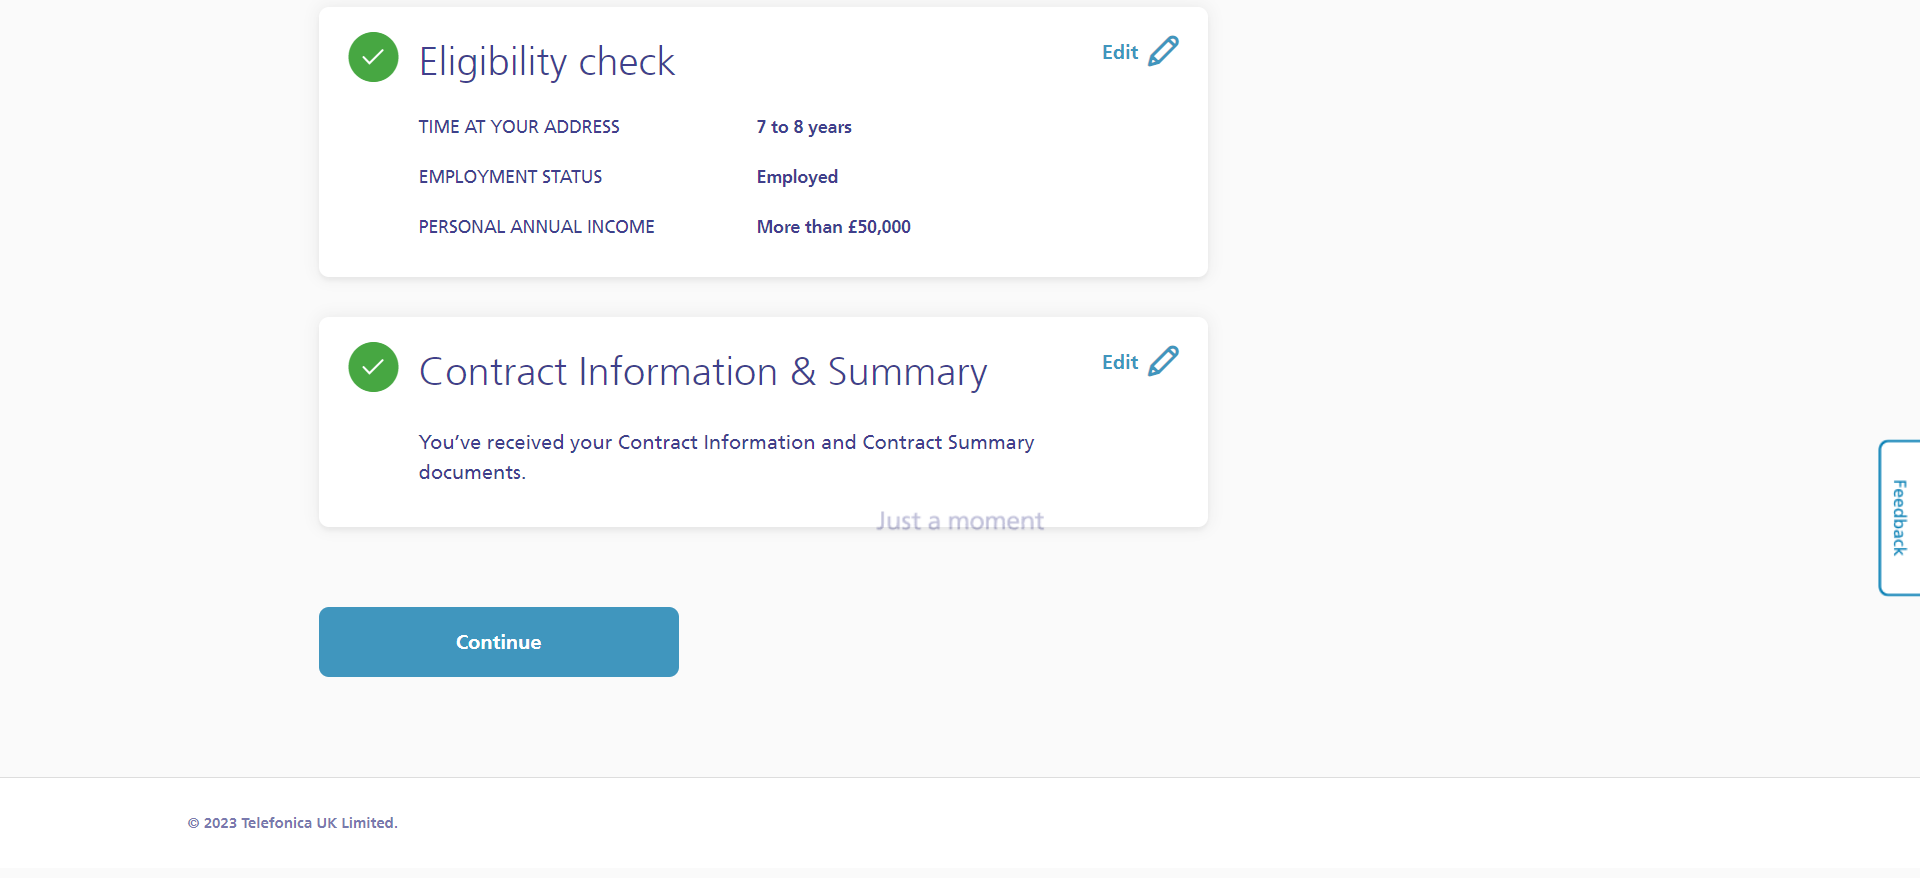 Eligibility check
Edit
TIME AT YOUR ADDRESS
7 to 8 years
EMPLOYMENT STATUS
Employed
PERSONAL ANNUAL INCOME
More than £50,000
Contract Information & Summary
Edit
You’ve received your Contract Information and Contract Summary
documents.
Just a moment
Feedback
Continue
© 2023 Telefonica UK Limited.